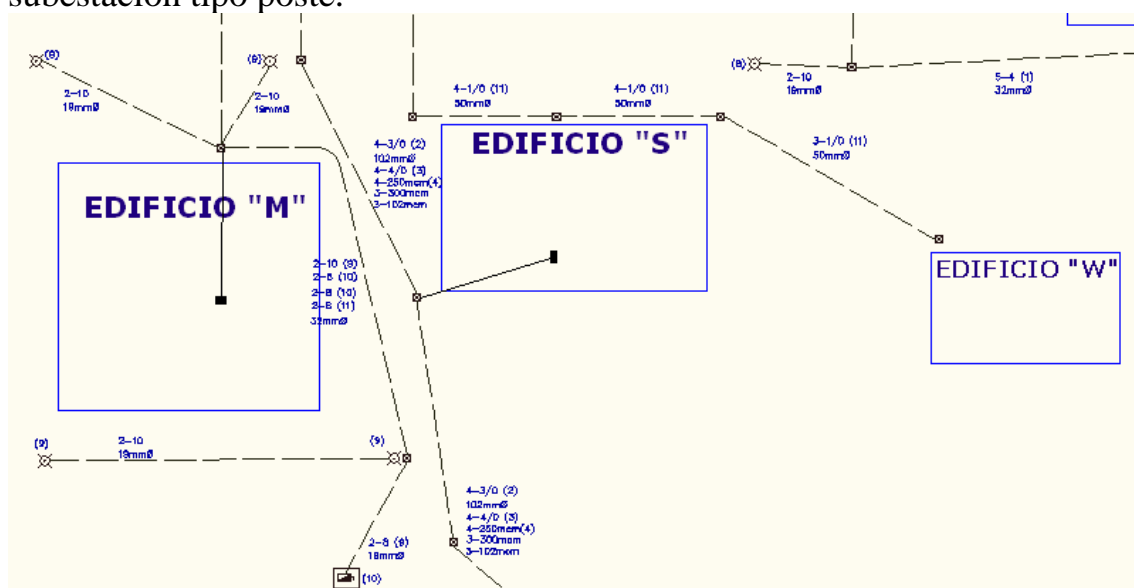 subestación tipo poste.
(8)
(8)
2-10
19mmØ
2-10
19mmØ
4-1/0 (11)
50mmØ
4-1/0 (11)
50mmØ
(8)
2-10
19mmØ
5-4 (1)
32mmØ
EDIFICIO "S"
4-3/0 (2)
102mmØ
4-4/0 (3)
4-250mcm(4)
3-300mcm
3-102mcm
3-1/0 (11)
50mmØ
EDIFICIO "M"
2-10 (9)
2-8 (10)
2-8 (10)
2-8 (11)
32mmØ
EDIFICIO "W"
(9)
2-10
19mmØ
(9)
4-3/0 (2)
102mmØ
4-4/0 (3)
4-250mcm(4)
3-300mcm
3-102mcm
2-8 (9)
19mmØ
(10)